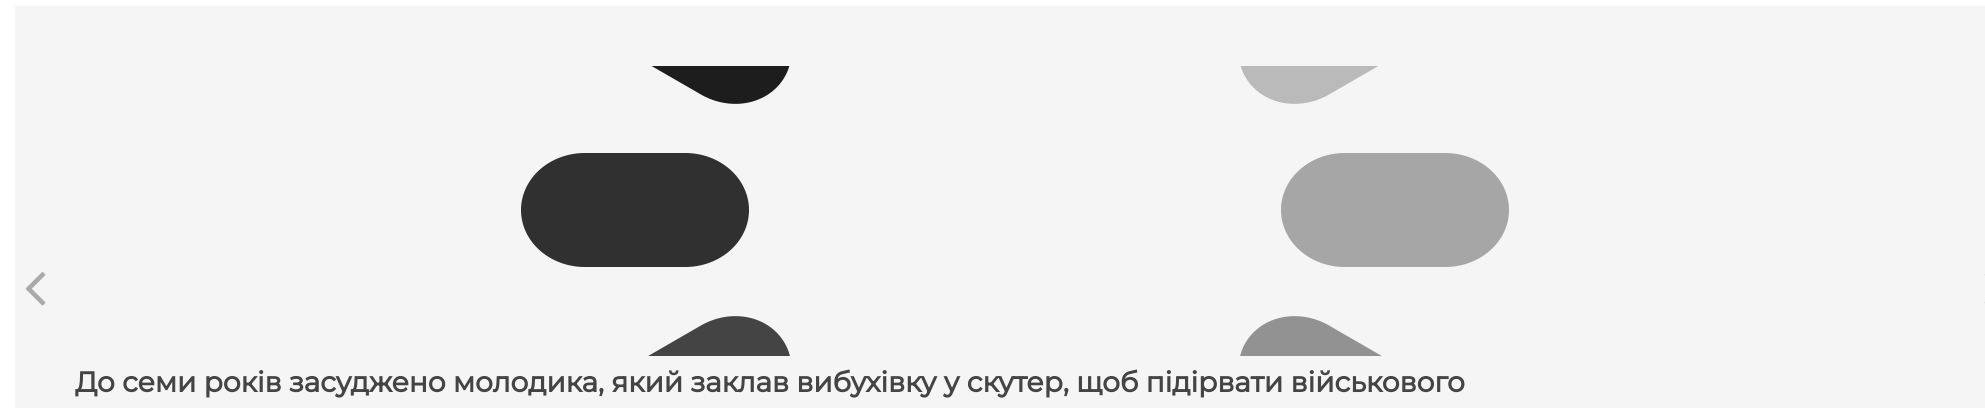 До семи років засуджено молодика, який заклав вибухівку у скутер, щоб підірвати військового